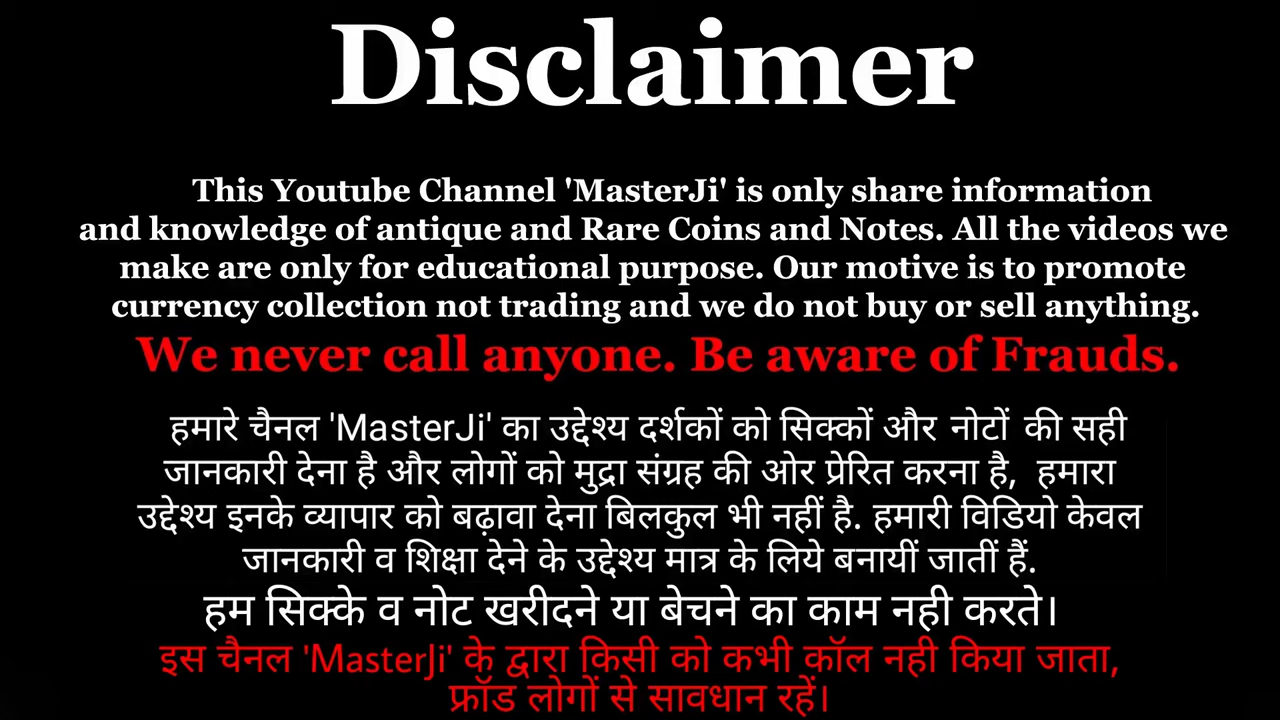 Disclaimer
This Youtube Channel 'MasterJi' is only share information
and knowledge of antique and Rare Coins and Notes. All the videos we
make are only for educational purpose. Our motive is to promote
currency collection not trading and we do not buy or sell anything.
We never call anyone. Be aware of Frauds.
हमारे चैनल 'MasterJi' का उद्देश्य दर्शकों को सिक्कों और नोटों की सही
जानकारी देना है और लोगों को मुद्रा संग्रह की ओर प्रेरित करना है, हमारा
उद्देश्य इनके व्यापार को बढ़ावा देना बिलकुल भी नहीं है. हमारी विडियो केवल
जानकारी व शिक्षा देने के उद्देश्य मात्र के लिये बनायीं जातीं हैं.
हम सिक्के व नोट खरीदने या बेचने का काम नही करते।
इस चैनल 'MasterJi' के द्वारा किसी को कभी कॉल नही किया जाता,
फ्रॉड लोगों से सावधान रहें।